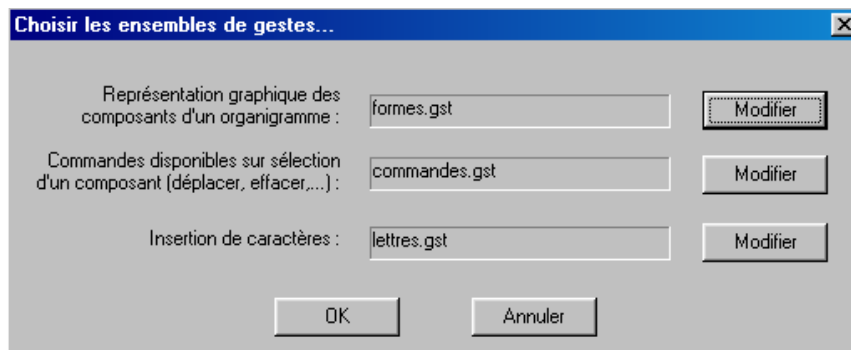 Choisir les ensembles de gestes...
Représentation graphique des
composants d'un organigramme :
formes.gst
Modifier
Commandes disponibles sur sélection
d'un composant (déplacer, effacer,...) :
commandes.gst
Modifier
Insertion de caractères :
lettres.gst
Modifier
OK
Annuler